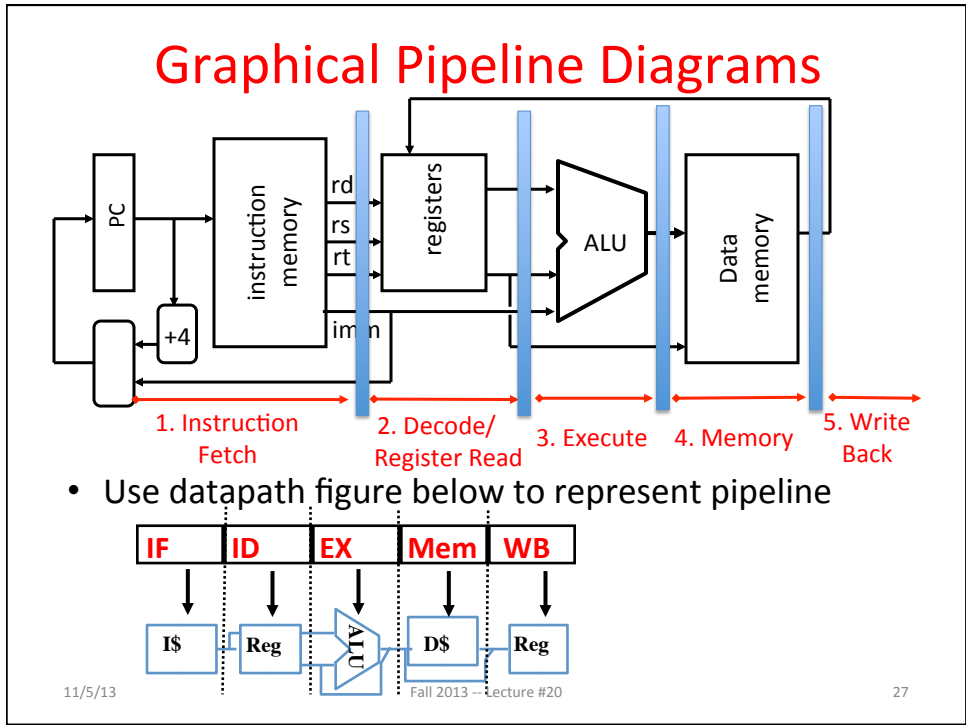 Graphical Pipeline Diagrams
PC
+4
instruction
memory
rd
rs
rt
imm
registers
ALU
Data
memory
1. Instruction
Fetch
2. Decode/
Register Read
3. Execute
4. Memory
5. Write
Back
• Use datapath figure below to represent pipeline
IF ID EX Mem WB
I$ Reg ALU D$ Reg
11/5/13 Fall 2013 -- Lecture #20 27